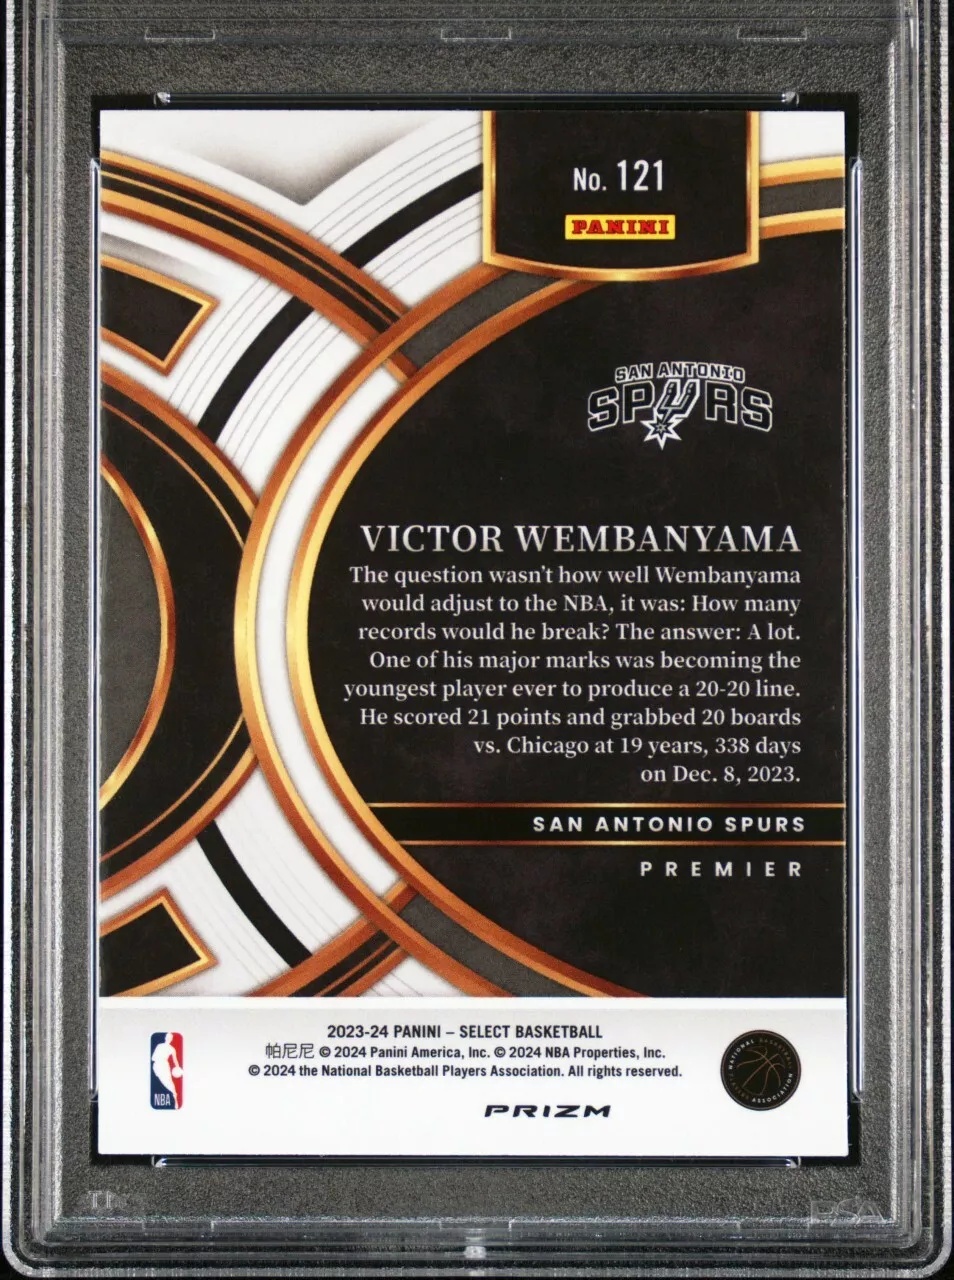 No. 121
PANINI
SAN ANTONIO
SPURS
VICTOR WEMBANYAMA
The question wasn't how well Wembanyama
would adjust to the NBA, it was: How many
records would he break? The answer: A lot.
One of his major marks was becoming the
youngest player ever to produce a 20-20 line.
He scored 21 points and grabbed 20 boards
vs. Chicago at 19 years, 338 days
on Dec. 8, 2023.
SAN ANTONIO SPURS
PREMIER
2023-24 PANINI – SELECT BASKETBALL
帕尼尼 © 2024 Panini America, Inc. © 2024 NBA Properties, Inc.
© 2024 the National Basketball Players Association. All rights reserved.
NBA
NATIONAL BASKETBALL
PLAYERS ASSOCIATION
PRIZM
PSA